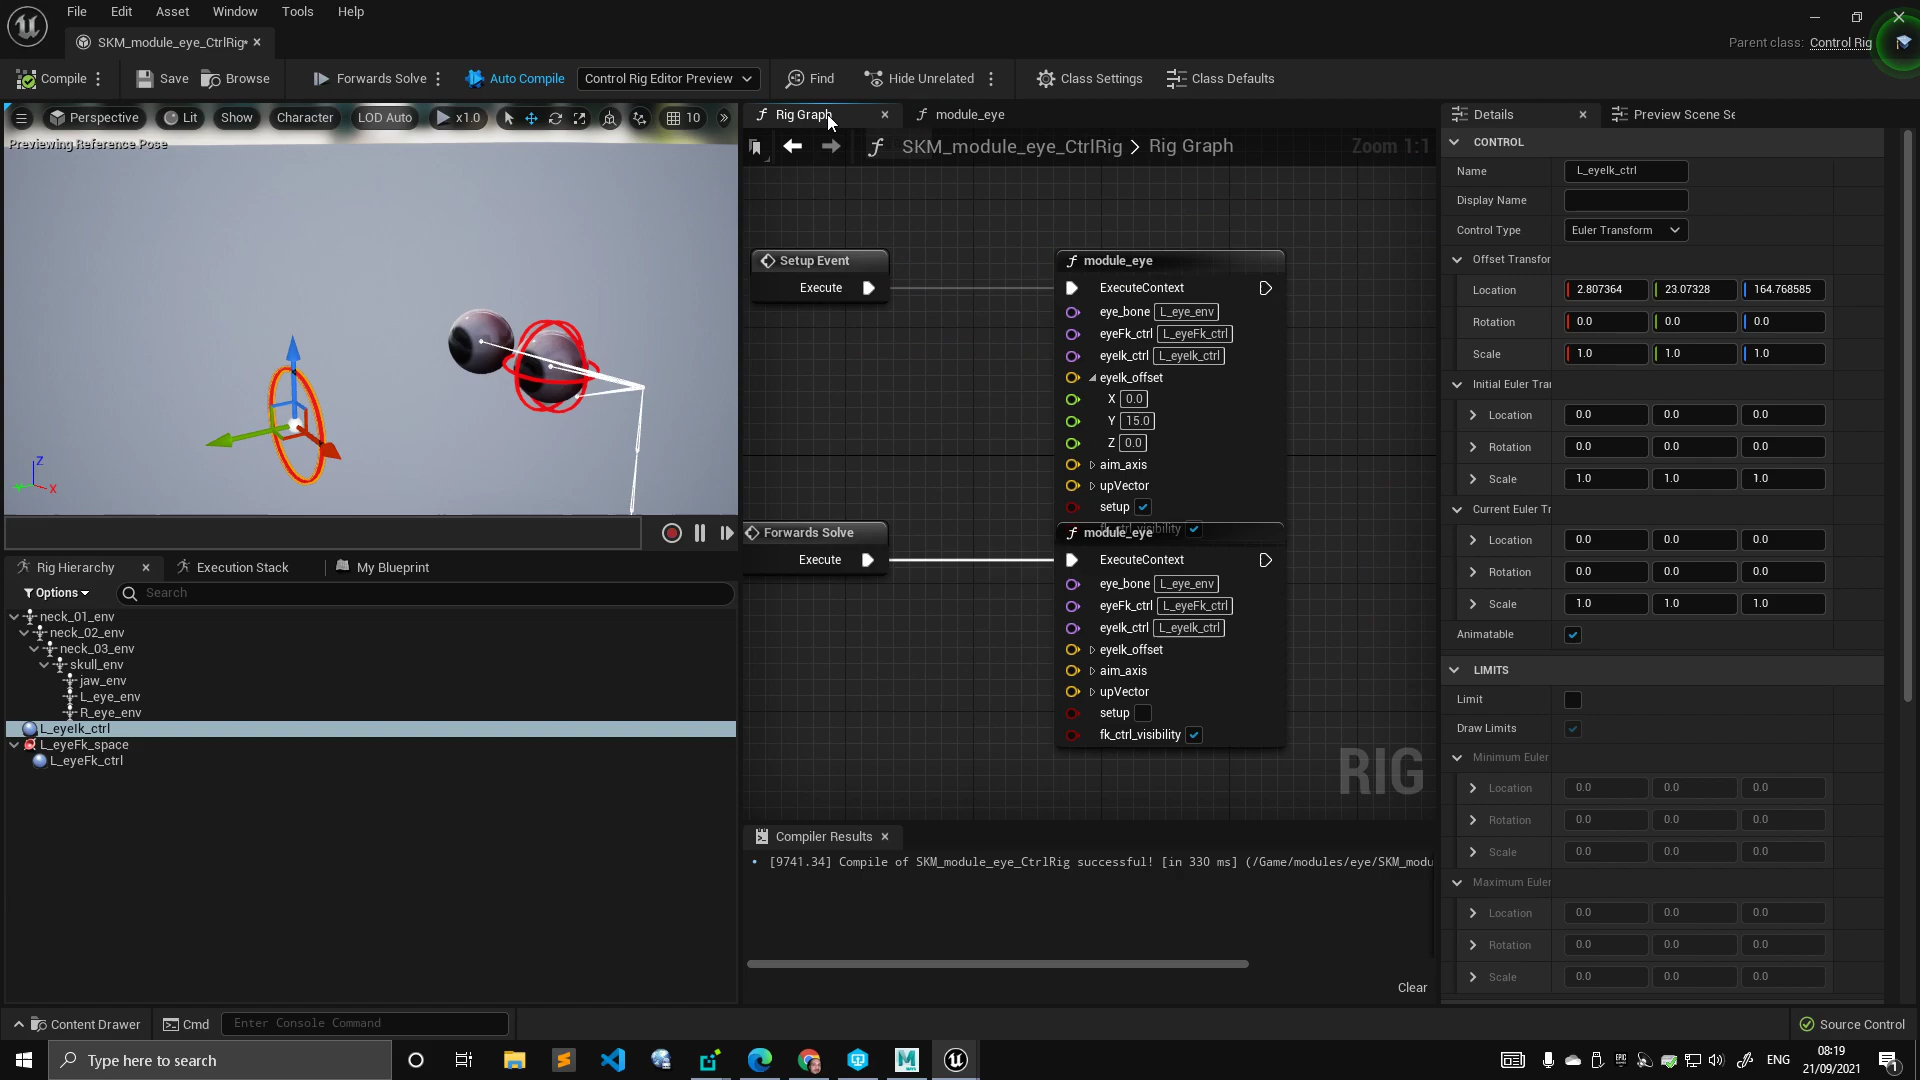 File Edit Asset Window Tools Help
SKM_module_eye_CtrlRig*
Parent class: Control Rig
Compile Save Browse Forwards Solve Auto Compile Control Rig Editor Preview Find Hide Unrelated Class Settings Class Defaults
Perspective Lit Show Character LOD Auto x1.0 10
Previewing Reference Pose
Z
X
Rig Graph module_eye
SKM_module_eye_CtrlRig > Rig Graph Zoom 1:1
Setup Event
Execute
module_eye
ExecuteContext
eye_bone L_eye_env
eyeFk_ctrl L_eyeFk_ctrl
eyeIk_ctrl L_eyeIk_ctrl
eyeIk_offset
X 0.0
Y 15.0
Z 0.0
aim_axis
upVector
setup
fk_ctrl_visibility
Forwards Solve
Execute
module_eye
ExecuteContext
eye_bone L_eye_env
eyeFk_ctrl L_eyeFk_ctrl
eyeIk_ctrl L_eyeIk_ctrl
eyeIk_offset
aim_axis
upVector
setup
fk_ctrl_visibility
RIG
Rig Hierarchy Execution Stack My Blueprint
Options Search
neck_01_env
neck_02_env
neck_03_env
skull_env
jaw_env
L_eye_env
R_eye_env
L_eyeIk_ctrl
L_eyeFk_space
L_eyeFk_ctrl
Compiler Results
[9741.34] Compile of SKM_module_eye_CtrlRig successful! [in 330 ms] (/Game/modules/eye/SKM_modu
Clear
Details Preview Scene Se
CONTROL
Name L_eyeIk_ctrl
Display Name
Control Type Euler Transform
Offset Transfor
Location 2.807364 23.07328 164.768585
Rotation 0.0 0.0 0.0
Scale 1.0 1.0 1.0
Initial Euler Trai
Location 0.0 0.0 0.0
Rotation 0.0 0.0 0.0
Scale 1.0 1.0 1.0
Current Euler Tr
Location 0.0 0.0 0.0
Rotation 0.0 0.0 0.0
Scale 1.0 1.0 1.0
Animatable
LIMITS
Limit
Draw Limits
Minimum Euler
Location 0.0 0.0 0.0
Rotation 0.0 0.0 0.0
Scale 0.0 0.0 0.0
Maximum Euler
Location 0.0 0.0 0.0
Rotation 0.0 0.0 0.0
Scale 0.0 0.0 0.0
Content Drawer Cmd Enter Console Command Source Control
Type here to search
ENG
08:19
21/09/2021
1